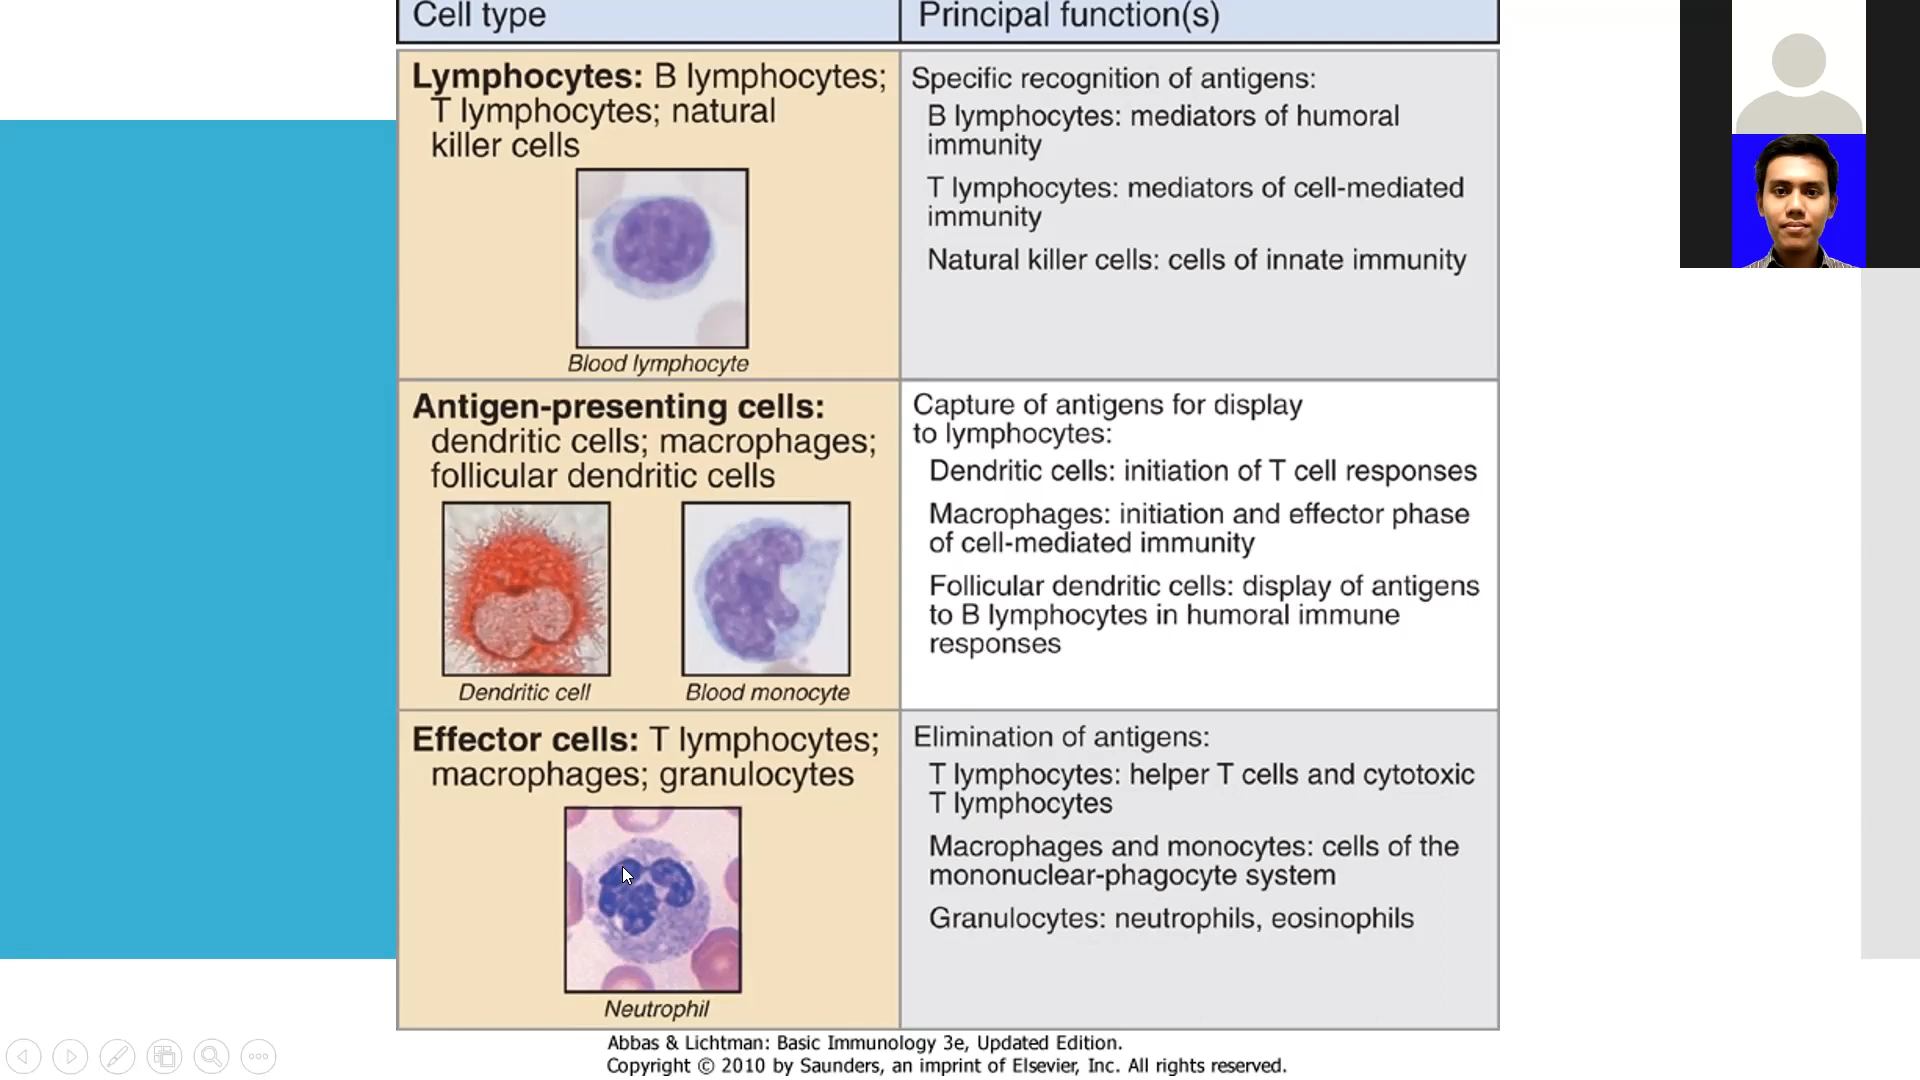 Cell type
Principal function(s)
Lymphocytes: B lymphocytes;
T lymphocytes; natural
killer cells
Blood lymphocyte
Specific recognition of antigens:
B lymphocytes: mediators of humoral
immunity
T lymphocytes: mediators of cell-mediated
immunity
Natural killer cells: cells of innate immunity
Antigen-presenting cells:
dendritic cells; macrophages;
follicular dendritic cells
Dendritic cell
Blood monocyte
Capture of antigens for display
to lymphocytes:
Dendritic cells: initiation of T cell responses
Macrophages: initiation and effector phase
of cell-mediated immunity
Follicular dendritic cells: display of antigens
to B lymphocytes in humoral immune
responses
Effector cells: T lymphocytes;
macrophages; granulocytes
Neutrophil
Elimination of antigens:
T lymphocytes: helper T cells and cytotoxic
T lymphocytes
Macrophages and monocytes: cells of the
mononuclear-phagocyte system
Granulocytes: neutrophils, eosinophils
Abbas & Lichtman: Basic Immunology 3e, Updated Edition.
Copyright © 2010 by Saunders, an imprint of Elsevier, Inc. All rights reserved.